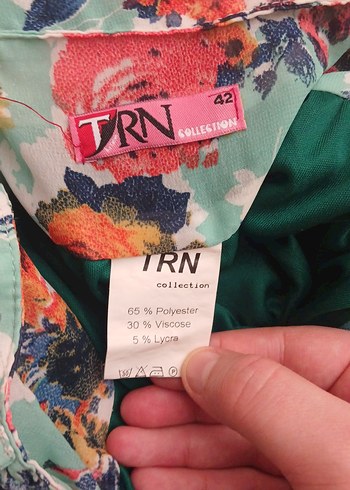 TRN
42
COLLECTION
TRN
collection
65 % Polyester
30 % Viscose
5 % Lycra